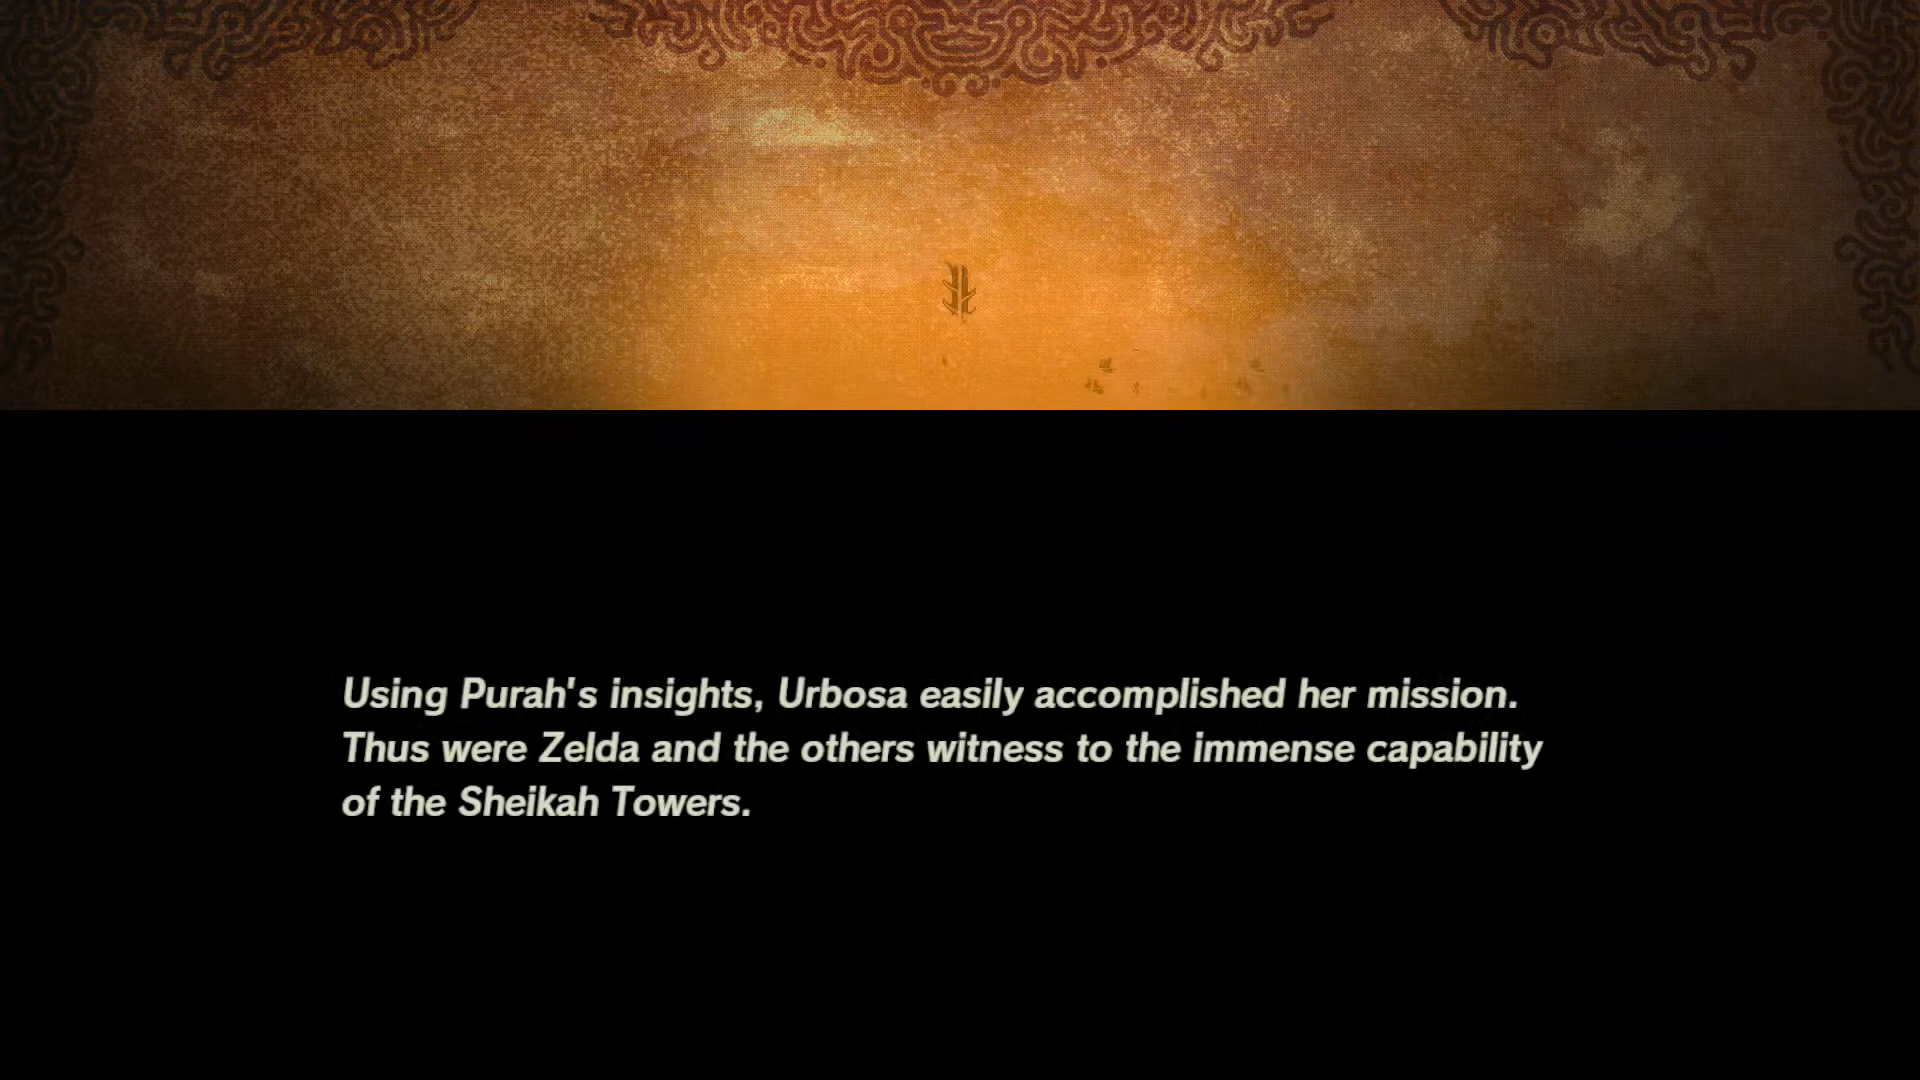 Using Purah's insights, Urbosa easily accomplished her mission.
Thus were Zelda and the others witness to the immense capability
of the Sheikah Towers.